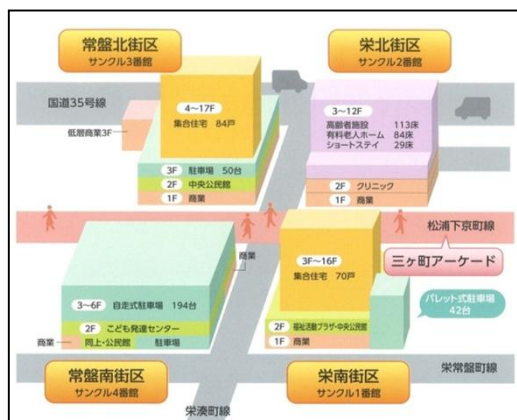 常盤北街区
サンクル3番館
栄北街区
サンクル2番館
国道35号線
低層商業3F
4〜17F
集合住宅 84戸
3F 駐車場 50台
2F 中央公民館
1F 商業
3〜12F
高齢者施設 113床
有料老人ホーム 84床
ショートステイ 29床
2F クリニック
1F 商業
松浦下京町線
三ヶ町アーケード
商業
3〜6F 自走式駐車場 194台
2F こども発達センター
商業
同上・公民館 駐車場
3F〜16F
集合住宅 70戸
2F 福祉活動プラザ・中央公民館
1F 商業
パレット式駐車場
42台
常盤南街区
サンクル4番館
栄南街区
サンクル1番館
栄常盤町線
栄湊町線